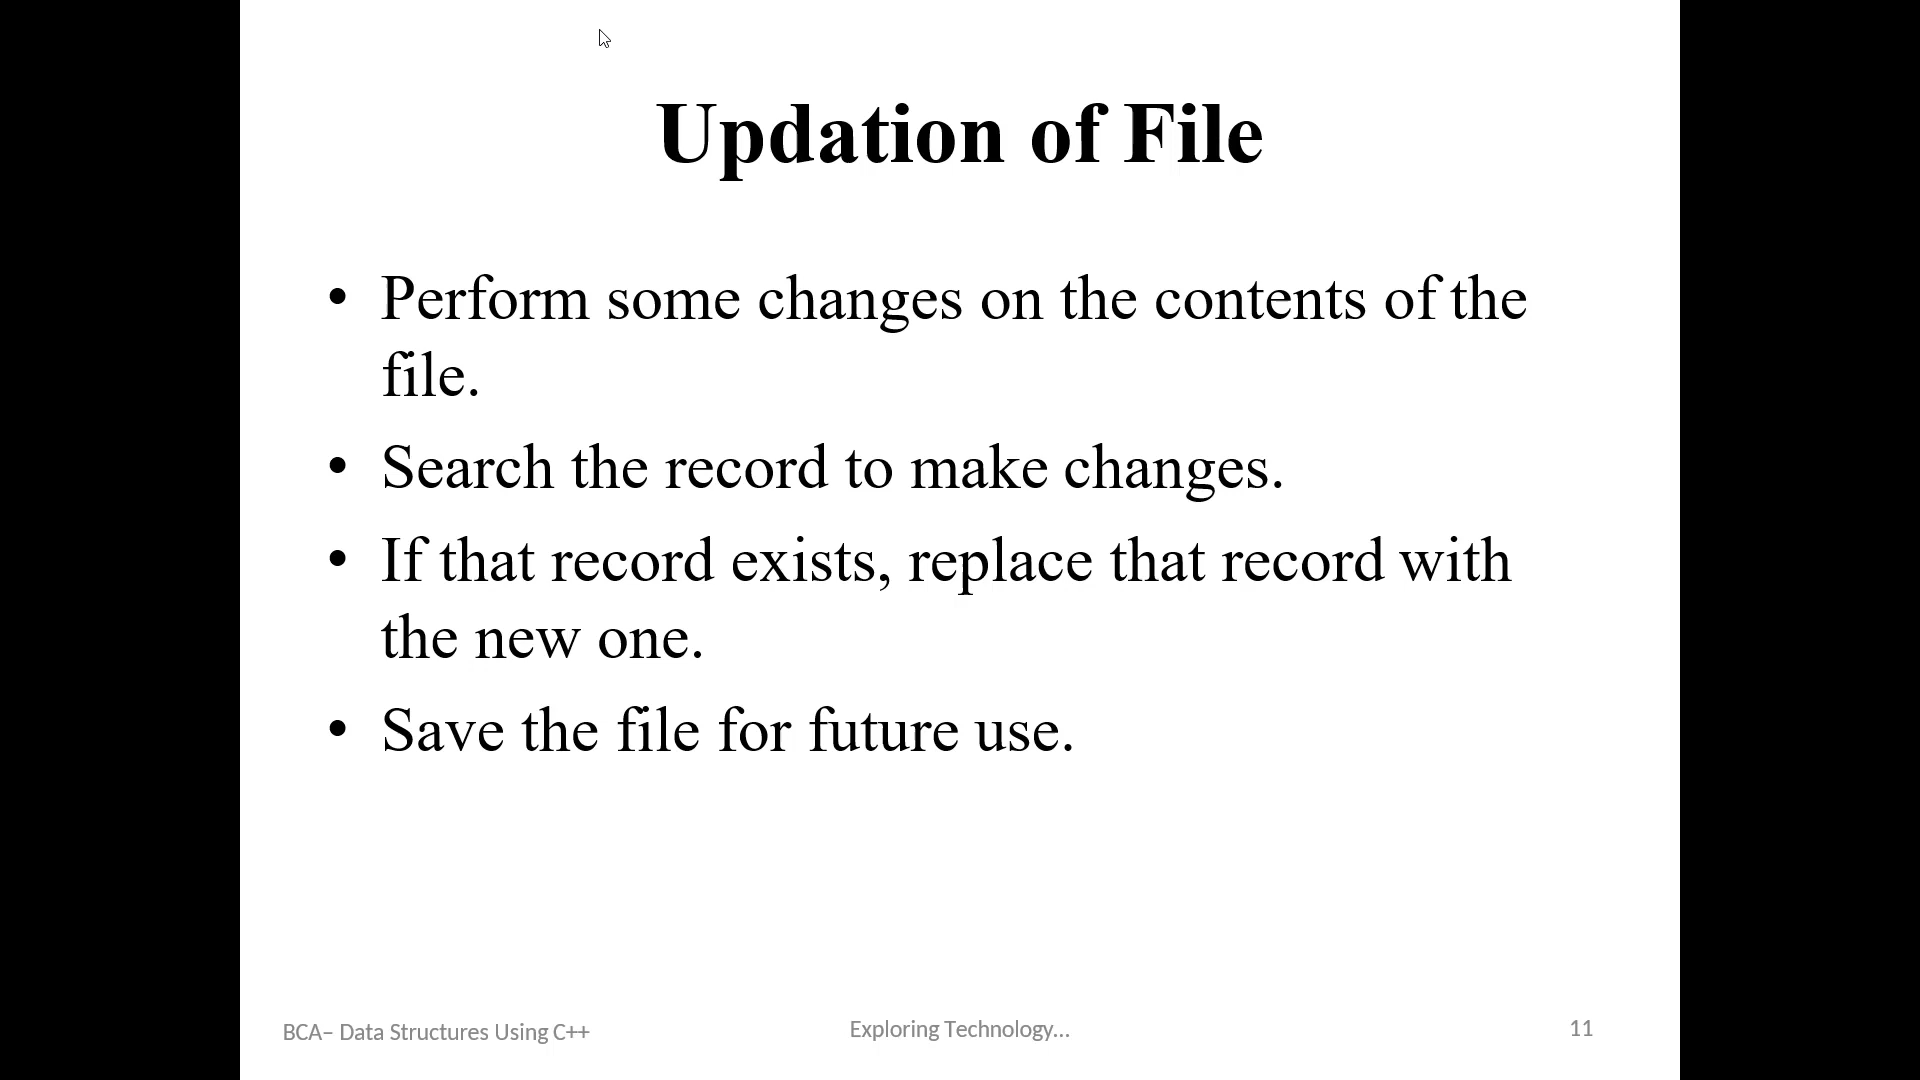 Updation of File
• Perform some changes on the contents of the
file.
• Search the record to make changes.
• If that record exists, replace that record with
the new one.
• Save the file for future use.
BCA– Data Structures Using C++
Exploring Technology...
11